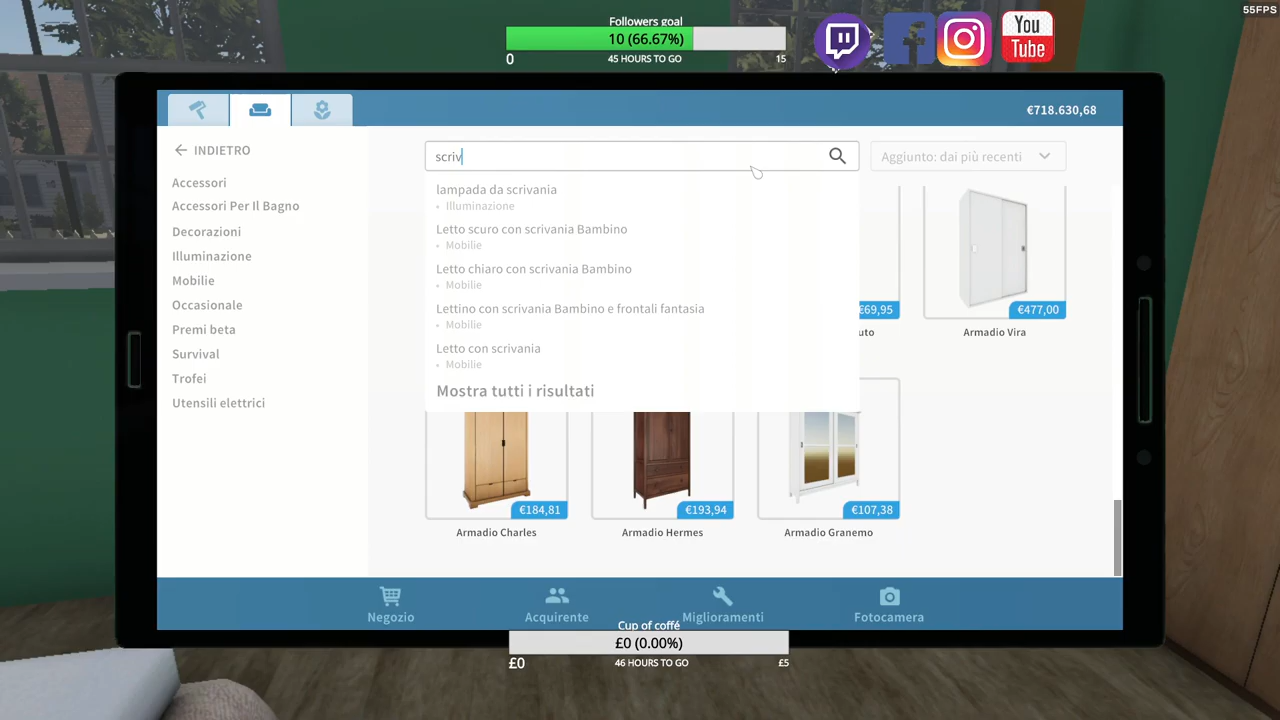 55FPS
Followers goal
10 (66.67%)
0 45 HOURS TO GO 15
You
Tube
€718.630,68
INDIETRO
Accessori
Accessori Per Il Bagno
Decorazioni
Illuminazione
Mobilie
Occasionale
Premi beta
Survival
Trofei
Utensili elettrici
scriv
Aggiunto: dai più recenti
lampada da scrivania
• Illuminazione
Letto scuro con scrivania Bambino
• Mobilie
Letto chiaro con scrivania Bambino
• Mobilie
Lettino con scrivania Bambino e frontali fantasia
• Mobilie
Letto con scrivania
• Mobilie
Mostra tutti i risultati
€69,95
uto
€477,00
Armadio Vira
€184,81
Armadio Charles
€193,94
Armadio Hermes
€107,38
Armadio Granemo
Negozio
Acquirente
Miglioramenti
Fotocamera
Cup of coffé
£0 (0.00%)
£0 46 HOURS TO GO £5